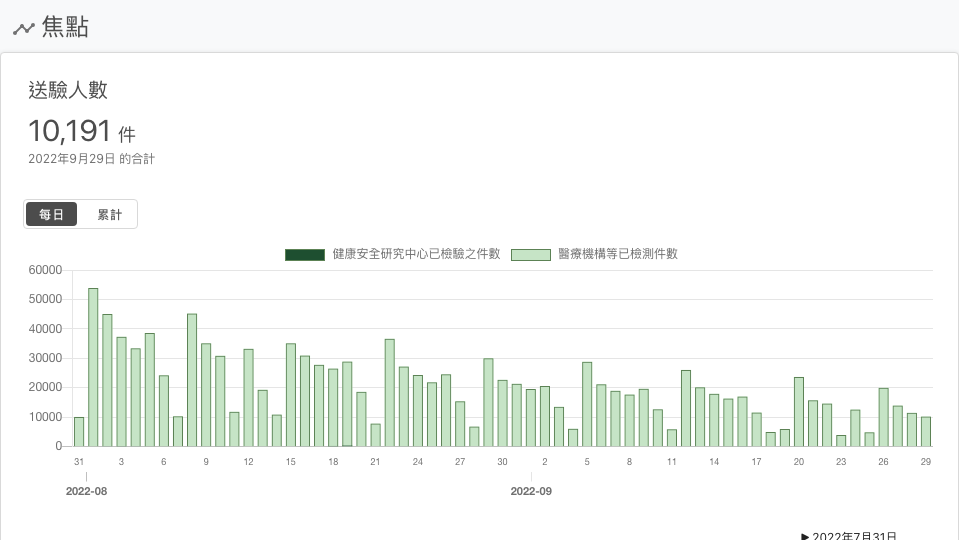 焦點
送驗人數
10,191 件
2022年9月29日 的合計
每日 累計
健康安全研究中心已檢驗之件數 醫療機構等已檢測件數
60000
50000
40000
30000
20000
10000
0
31 3 6 9 12 15 18 21 24 27 30 2 5 8 11 14 17 20 23 26 29
2022-08 2022-09
▶ 2022年7月31日